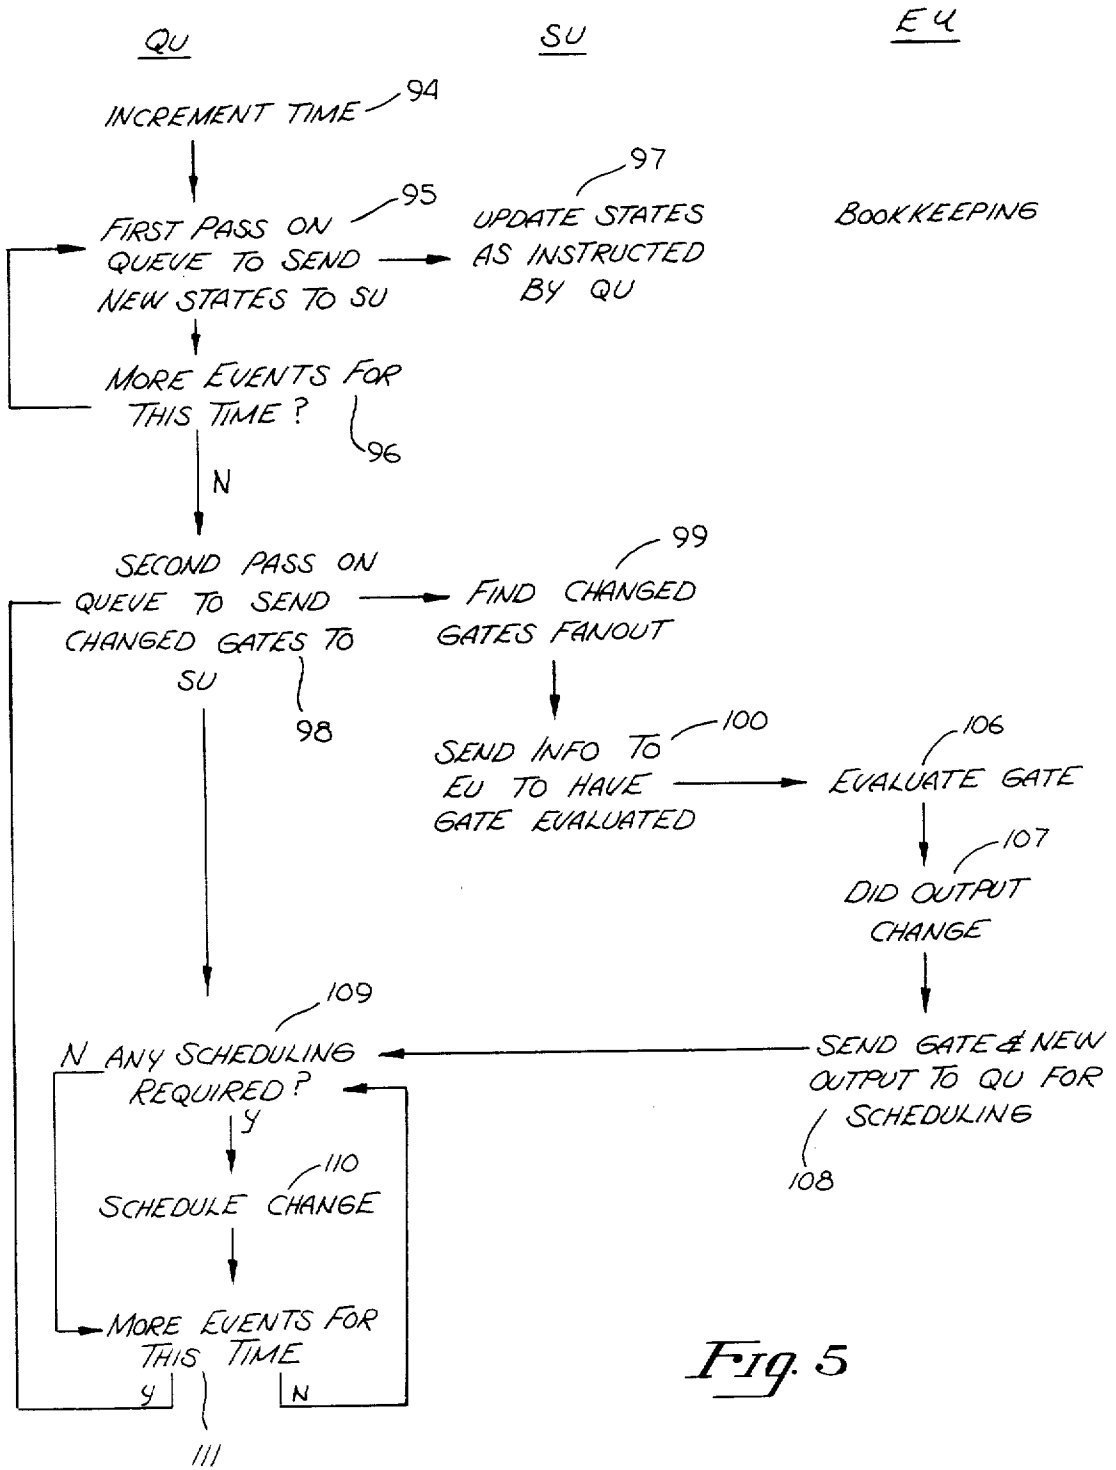 QU
SU
EU
INCREMENT TIME
94
FIRST PASS ON
QUEUE TO SEND
NEW STATES TO SU
95
UPDATE STATES
AS INSTRUCTED
BY QU
97
BOOKKEEPING
MORE EVENTS FOR
THIS TIME?
96
N
SECOND PASS ON
QUEUE TO SEND
CHANGED GATES TO
SU
98
FIND CHANGED
GATES FANOUT
99
SEND INFO TO
EU TO HAVE
GATE EVALUATED
100
EVALUATE GATE
106
DID OUTPUT
CHANGE
107
SEND GATE & NEW
OUTPUT TO QU FOR
SCHEDULING
108
N ANY SCHEDULING
REQUIRED?
109
Y
SCHEDULE CHANGE
110
MORE EVENTS FOR
THIS TIME
Y
N
111
Fig. 5